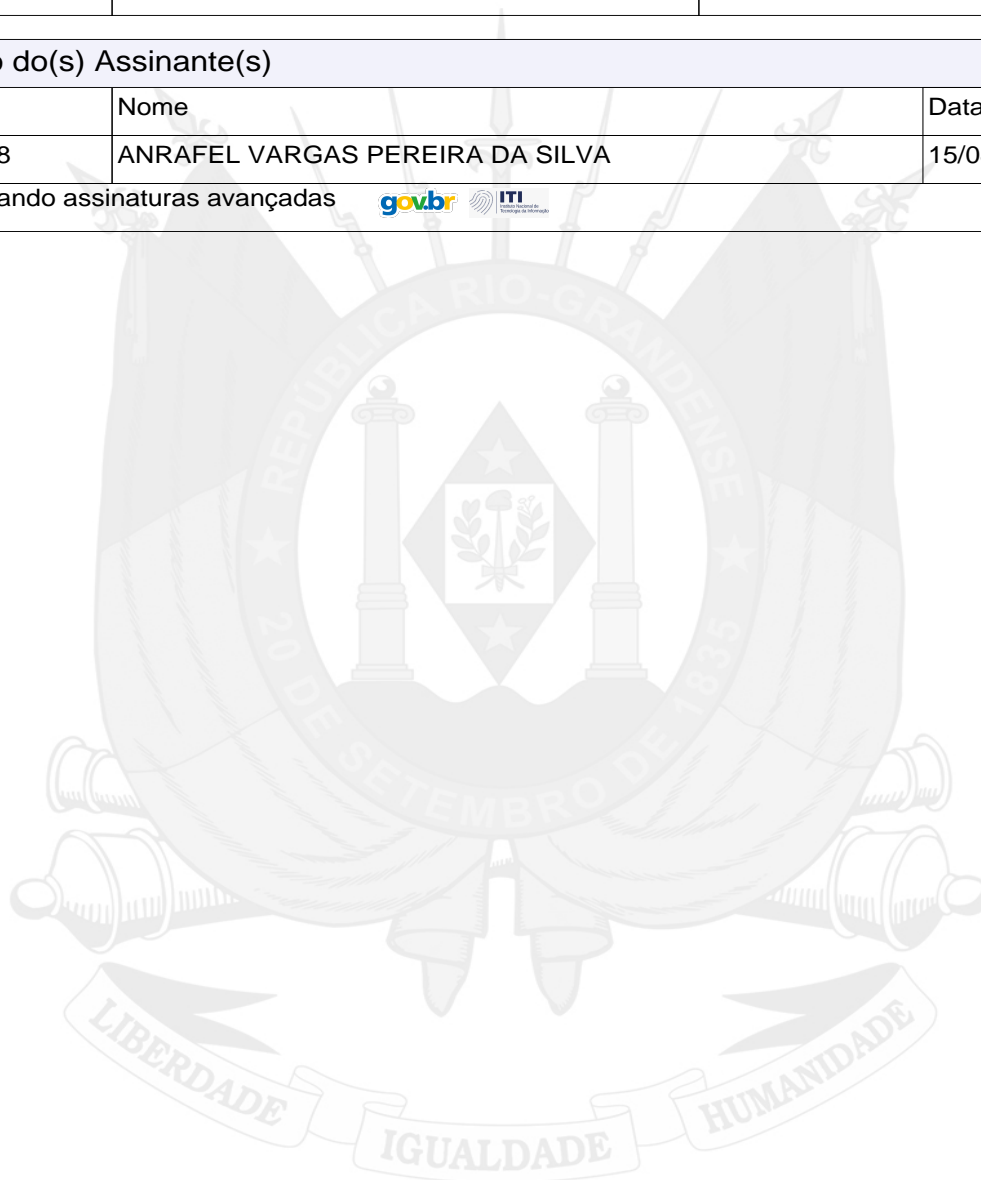 do(s) Assinante(s)
Nome
Data
8
ANRAFEL VARGAS PEREIRA DA SILVA
15/0
ando assinaturas avançadas
gov.br
ITI
REPÚBLICA RIO-GRANDENSE
20 DE SETEMBRO DE 1835
LIBERDADE
IGUALDADE
HUMANIDADE